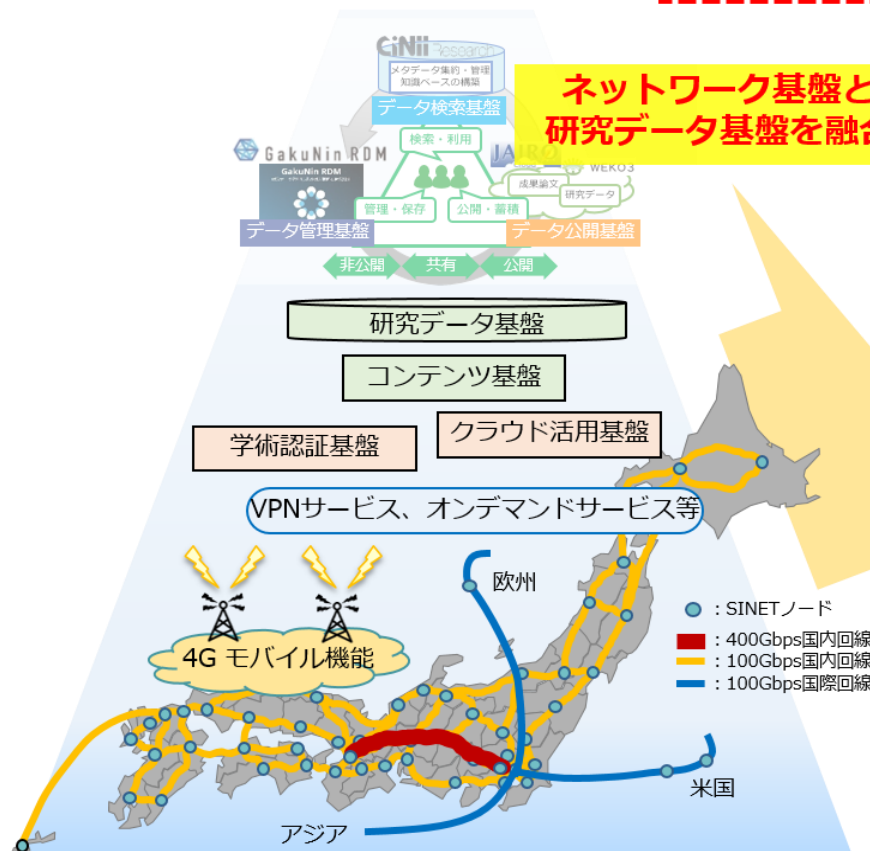 CiNii Research
メタデータ集約・管理
知識ベースの構築
データ検索基盤
ネットワーク基盤と
研究データ基盤を融合
検索・利用
GakuNin RDM
GakuNin RDM
JAIRO
WEKO3
成果論文
研究データ
管理・保存
公開・蓄積
データ管理基盤
データ公開基盤
非公開
共有
公開
研究データ基盤
コンテンツ基盤
学術認証基盤
クラウド活用基盤
VPNサービス、オンデマンドサービス等
欧州
4G モバイル機能
:SINETノード
:400Gbps国内回線
:100Gbps国内回線
:100Gbps国際回線
米国
アジア